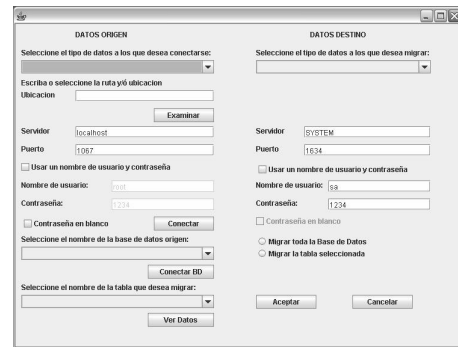 DATOS ORIGEN
Seleccione el tipo de datos a los que desea conectarse:
Escriba o seleccione la ruta y/ó ubicacion
Ubicacion
Examinar
Servidor localhost
Puerto 1067
Usar un nombre de usuario y contraseña
Nombre de usuario: root
Contraseña: 1234
Contraseña en blanco Conectar
Seleccione el nombre de la base de datos origen:
Conectar BD
Seleccione el nombre de la tabla que desea migrar:
Ver Datos
DATOS DESTINO
Seleccione el tipo de datos a los que desea migrar:
Servidor SYSTEM
Puerto 1634
Usar un nombre de usuario y contraseña
Nombre de usuario: sa
Contraseña: 1234
Contraseña en blanco
Migrar toda la Base de Datos
Migrar la tabla seleccionada
Aceptar Cancelar